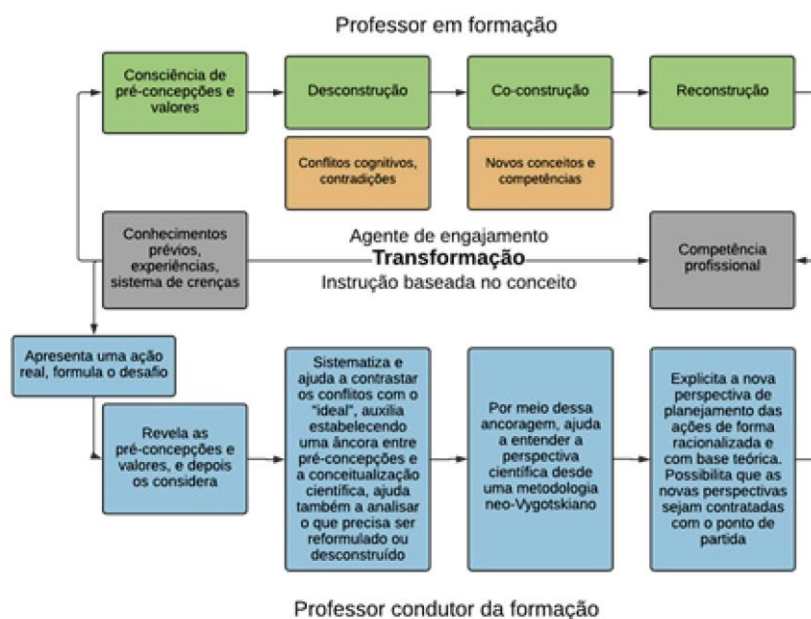 Professor em formação
Consciência de
pré-concepções e
valores
Desconstrução
Co-construção
Reconstrução
Conflitos cognitivos,
contradições
Novos conceitos e
competências
Conhecimentos
prévios,
experiências,
sistema de crenças
Agente de engajamento
Transformação
Instrução baseada no conceito
Competência
profissional
Apresenta uma ação
real, formula o desafio
Revela as
pré-concepções e
valores, e depois
os considera
Sistematiza e
ajuda a contrastar
os conflitos com o
"ideal", auxilia
estabelecendo
uma âncora entre
pré-concepções e
a conceitualização
científica, ajuda
também a analisar
o que precisa ser
reformulado ou
desconstruído
Por meio dessa
ancoragem, ajuda
a entender a
perspectiva
científica desde
uma metodologia
neo-Vygotskiano
Explicita a nova
perspectiva de
planejamento das
ações de forma
racionalizada e
com base teórica.
Possibilita que as
novas perspectivas
sejam contratadas
com o ponto de
partida
Professor condutor da formação